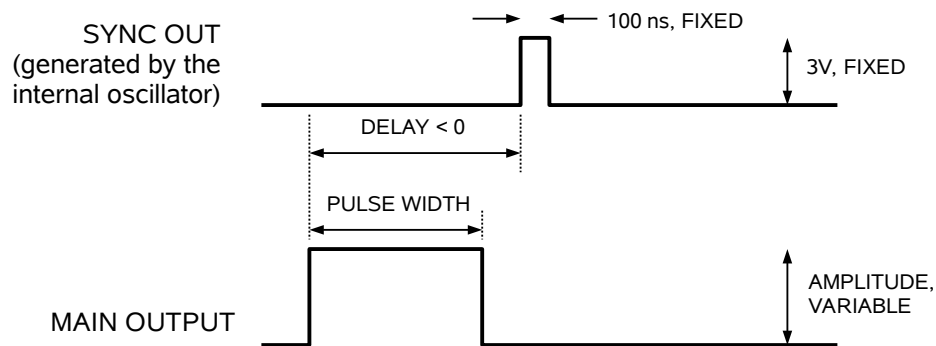 SYNC OUT
(generated by the
internal oscillator)
100 ns, FIXED
3V, FIXED
DELAY < 0
PULSE WIDTH
MAIN OUTPUT
AMPLITUDE,
VARIABLE